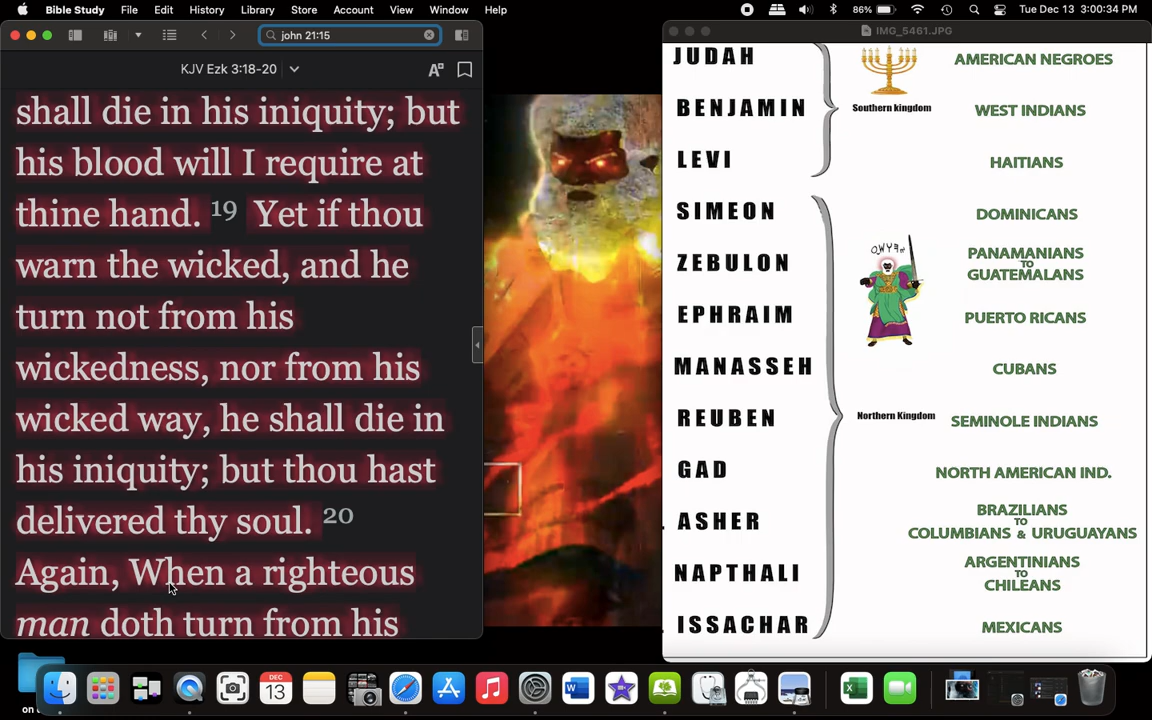 Bible Study File Edit History Library Store Account View Window Help
86% Tue Dec 13 3:00:34 PM
john 21:15
KJV Ezk 3:18-20
shall die in his iniquity; but
his blood will I require at
thine hand. 19 Yet if thou
warn the wicked, and he
turn not from his
wickedness, nor from his
wicked way, he shall die in
his iniquity; but thou hast
delivered thy soul. 20
Again, When a righteous
man doth turn from his
IMG_5461.JPG
JUDAH
AMERICAN NEGROES
BENJAMIN
Southern kingdom
WEST INDIANS
LEVI
HAITIANS
SIMEON
DOMINICANS
ZEBULON
PANAMANIANS
TO
GUATEMALANS
EPHRAIM
PUERTO RICANS
MANASSEH
CUBANS
REUBEN
Northern Kingdom
SEMINOLE INDIANS
GAD
NORTH AMERICAN IND.
ASHER
BRAZILIANS
TO
COLUMBIANS & URUGUAYANS
NAPTHALI
ARGENTINIANS
TO
CHILEANS
ISSACHAR
MEXICANS
DEC
13
on